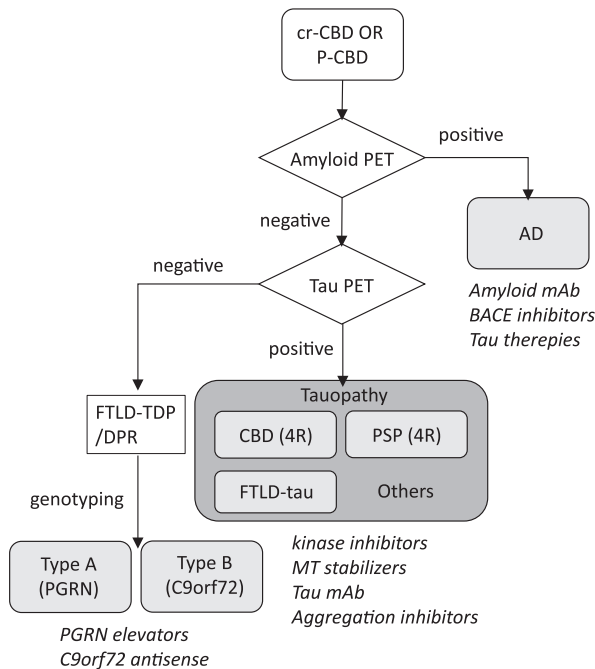 cr-CBD OR
P-CBD
Amyloid PET
positive
AD
Amyloid mAb
BACE inhibitors
Tau therepies
negative
Tau PET
negative
positive
FTLD-TDP
/DPR
Tauopathy
CBD (4R)
PSP (4R)
FTLD-tau
Others
kinase inhibitors
MT stabilizers
Tau mAb
Aggregation inhibitors
genotyping
Type A
(PGRN)
Type B
(C9orf72)
PGRN elevators
C9orf72 antisense